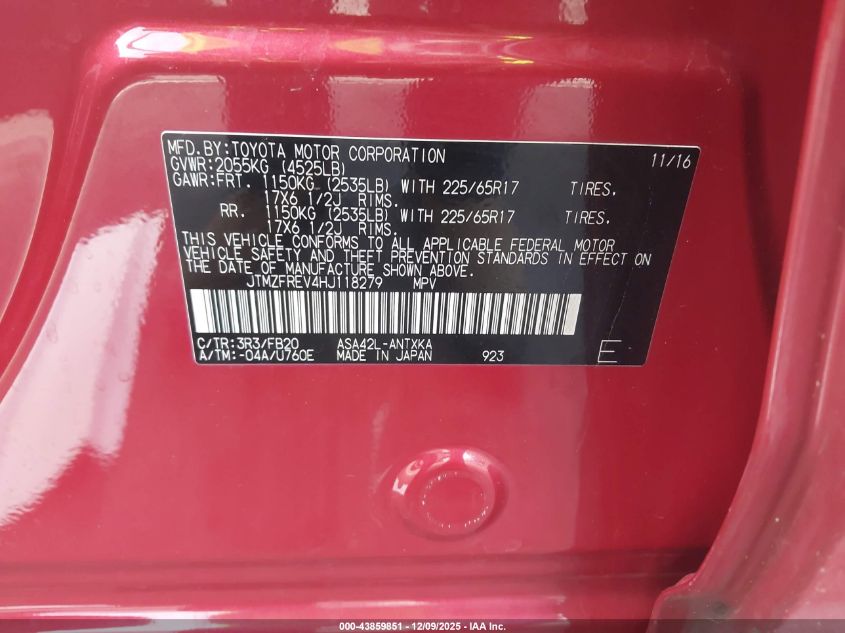 MFD.BY:TOYOTA MOTOR CORPORATION 11/16
GVWR:2055KG (4525LB)
GAWR:FRT. 1150KG (2535LB) WITH 225/65R17 TIRES,
17X6 1/2J RIMS.
RR. 1150KG (2535LB) WITH 225/65R17 TIRES,
17X6 1/2J RIMS.
THIS VEHICLE CONFORMS TO ALL APPLICABLE FEDERAL MOTOR
VEHICLE SAFETY AND THEFT PREVENTION STANDARDS IN EFFECT ON
THE DATE OF MANUFACTURE SHOWN ABOVE.
JTMZFREV4HJ118279 MPV
C/TR:3R3/FB20 ASA42L-ANTXKA
A/TM:-04A/U760E MADE IN JAPAN 923 E
000-43859851 - 12/09/2025 - IAA Inc.